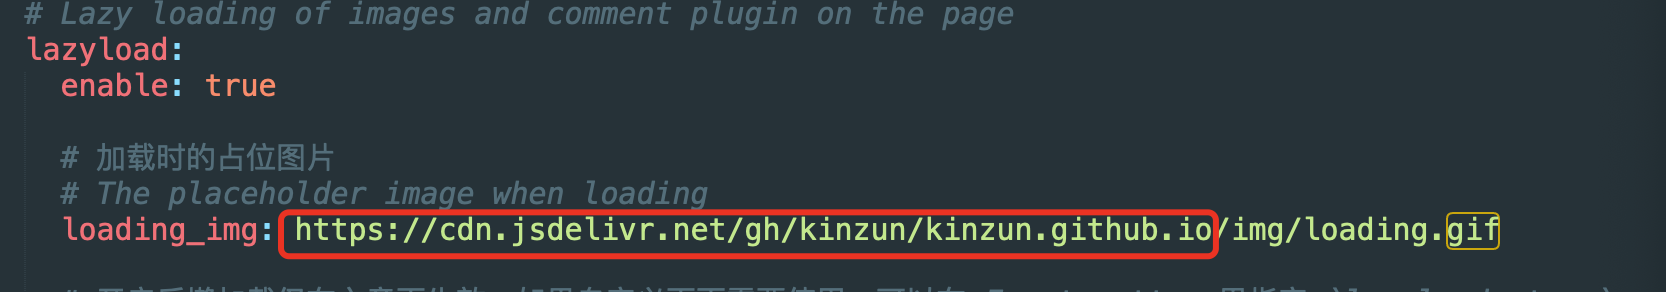 # Lazy loading of images and comment plugin on the page
lazyload:
enable: true
# 加载时的占位图片
# The placeholder image when loading
loading_img: https://cdn.jsdelivr.net/gh/kinzun/kinzun.github.io/img/loading.gif